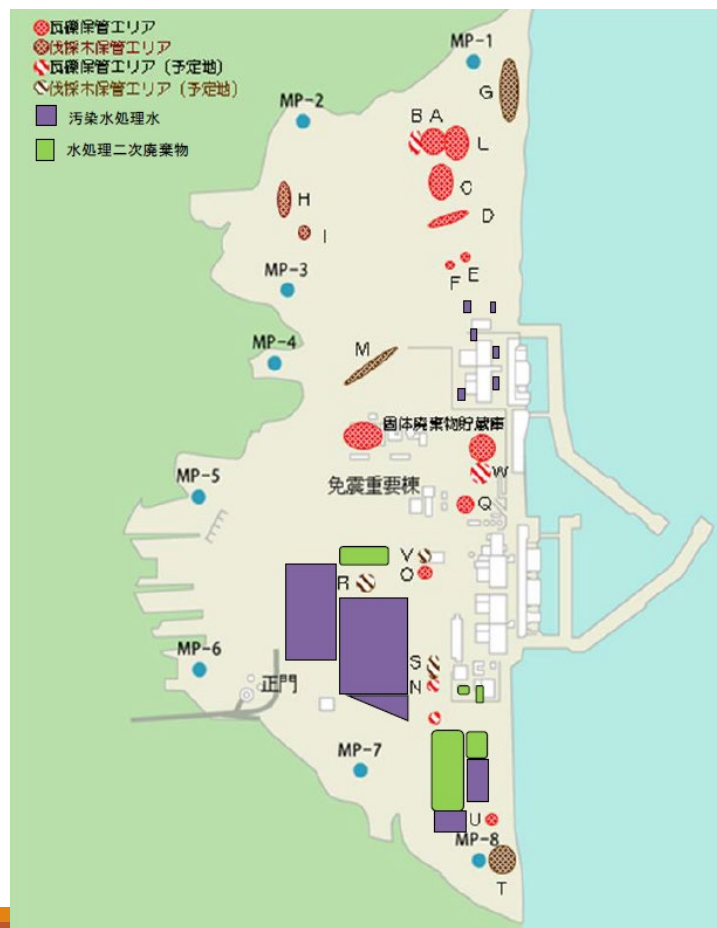 瓦礫保管エリア
伐採木保管エリア
瓦礫保管エリア（予定地）
伐採木保管エリア（予定地）
汚染水処理水
水処理二次廃棄物
MP-1
G
MP-2
B A
L
C
H
D
I
E
F
MP-3
MP-4
M
固体廃棄物貯蔵庫
W
MP-5
免震重要棟
Q
V
O
R
MP-6
S
正門
N
MP-7
U
MP-8
T